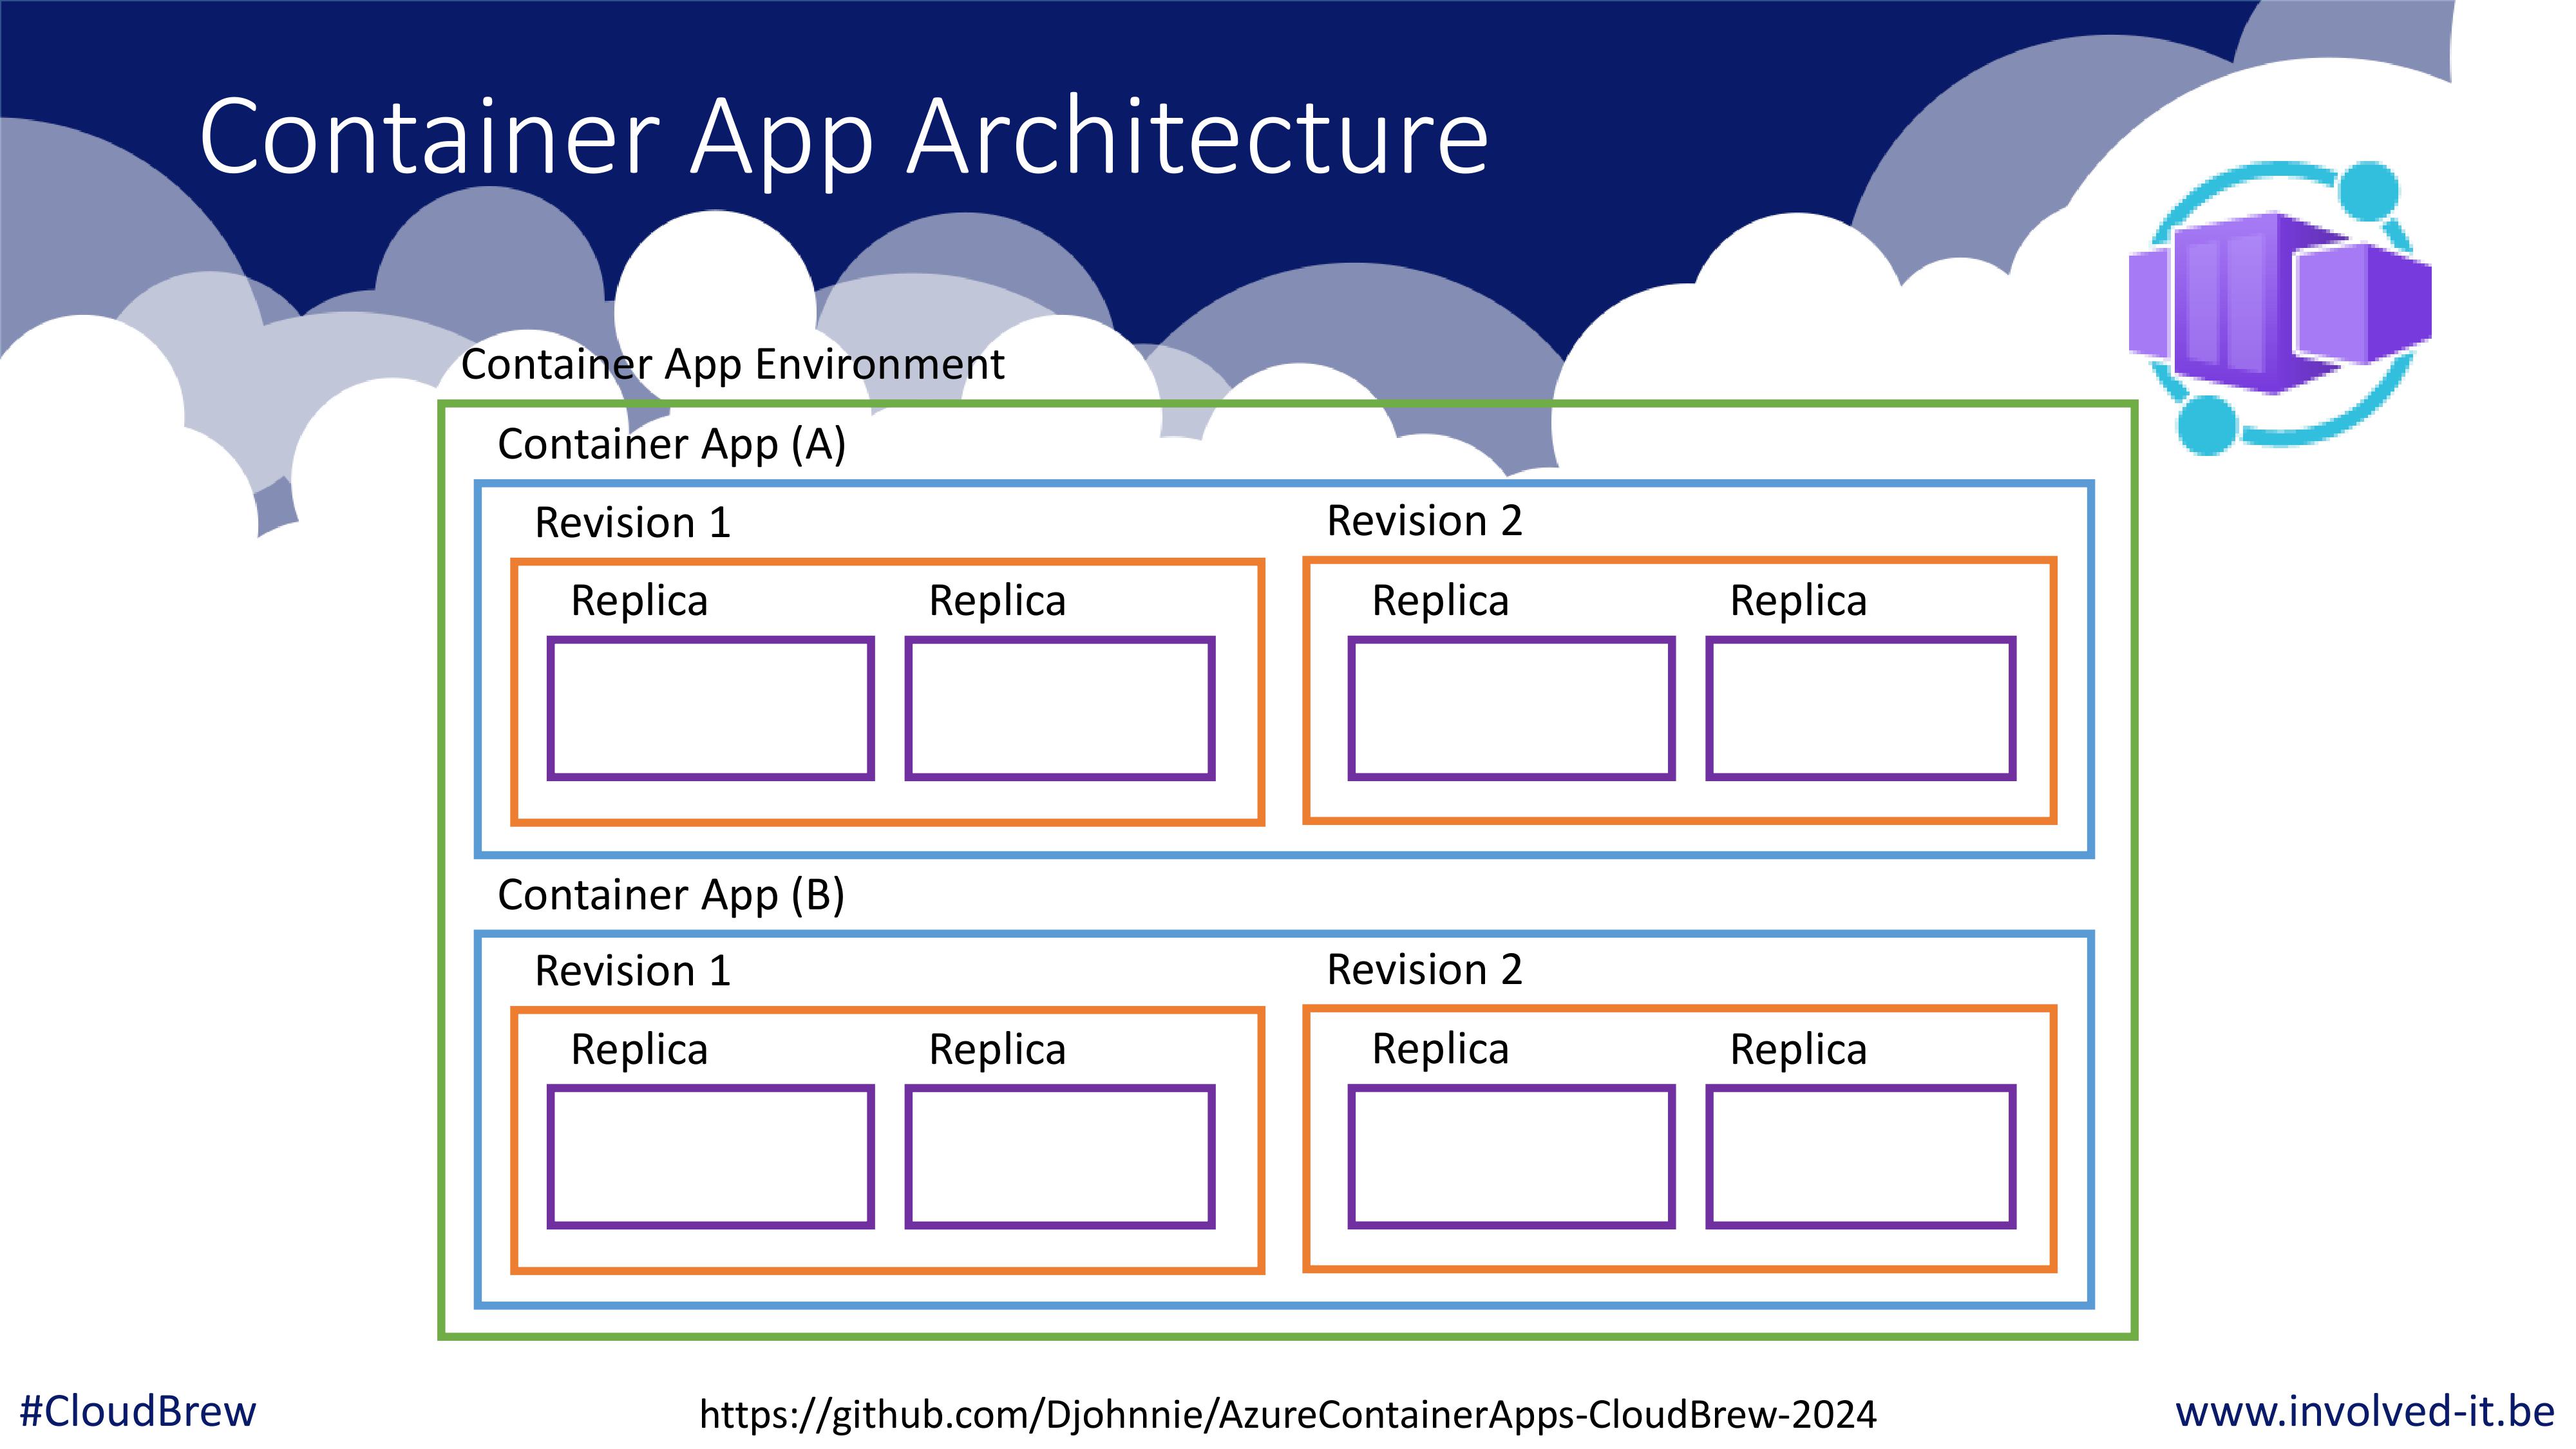 Container App Architecture
Container App Environment
Container App (A)
Revision 1
Revision 2
Replica
Replica
Replica
Replica
Container App (B)
Revision 1
Revision 2
Replica
Replica
Replica
Replica
#CloudBrew
https://github.com/Djohnnie/AzureContainerApps-CloudBrew-2024
www.involved-it.be